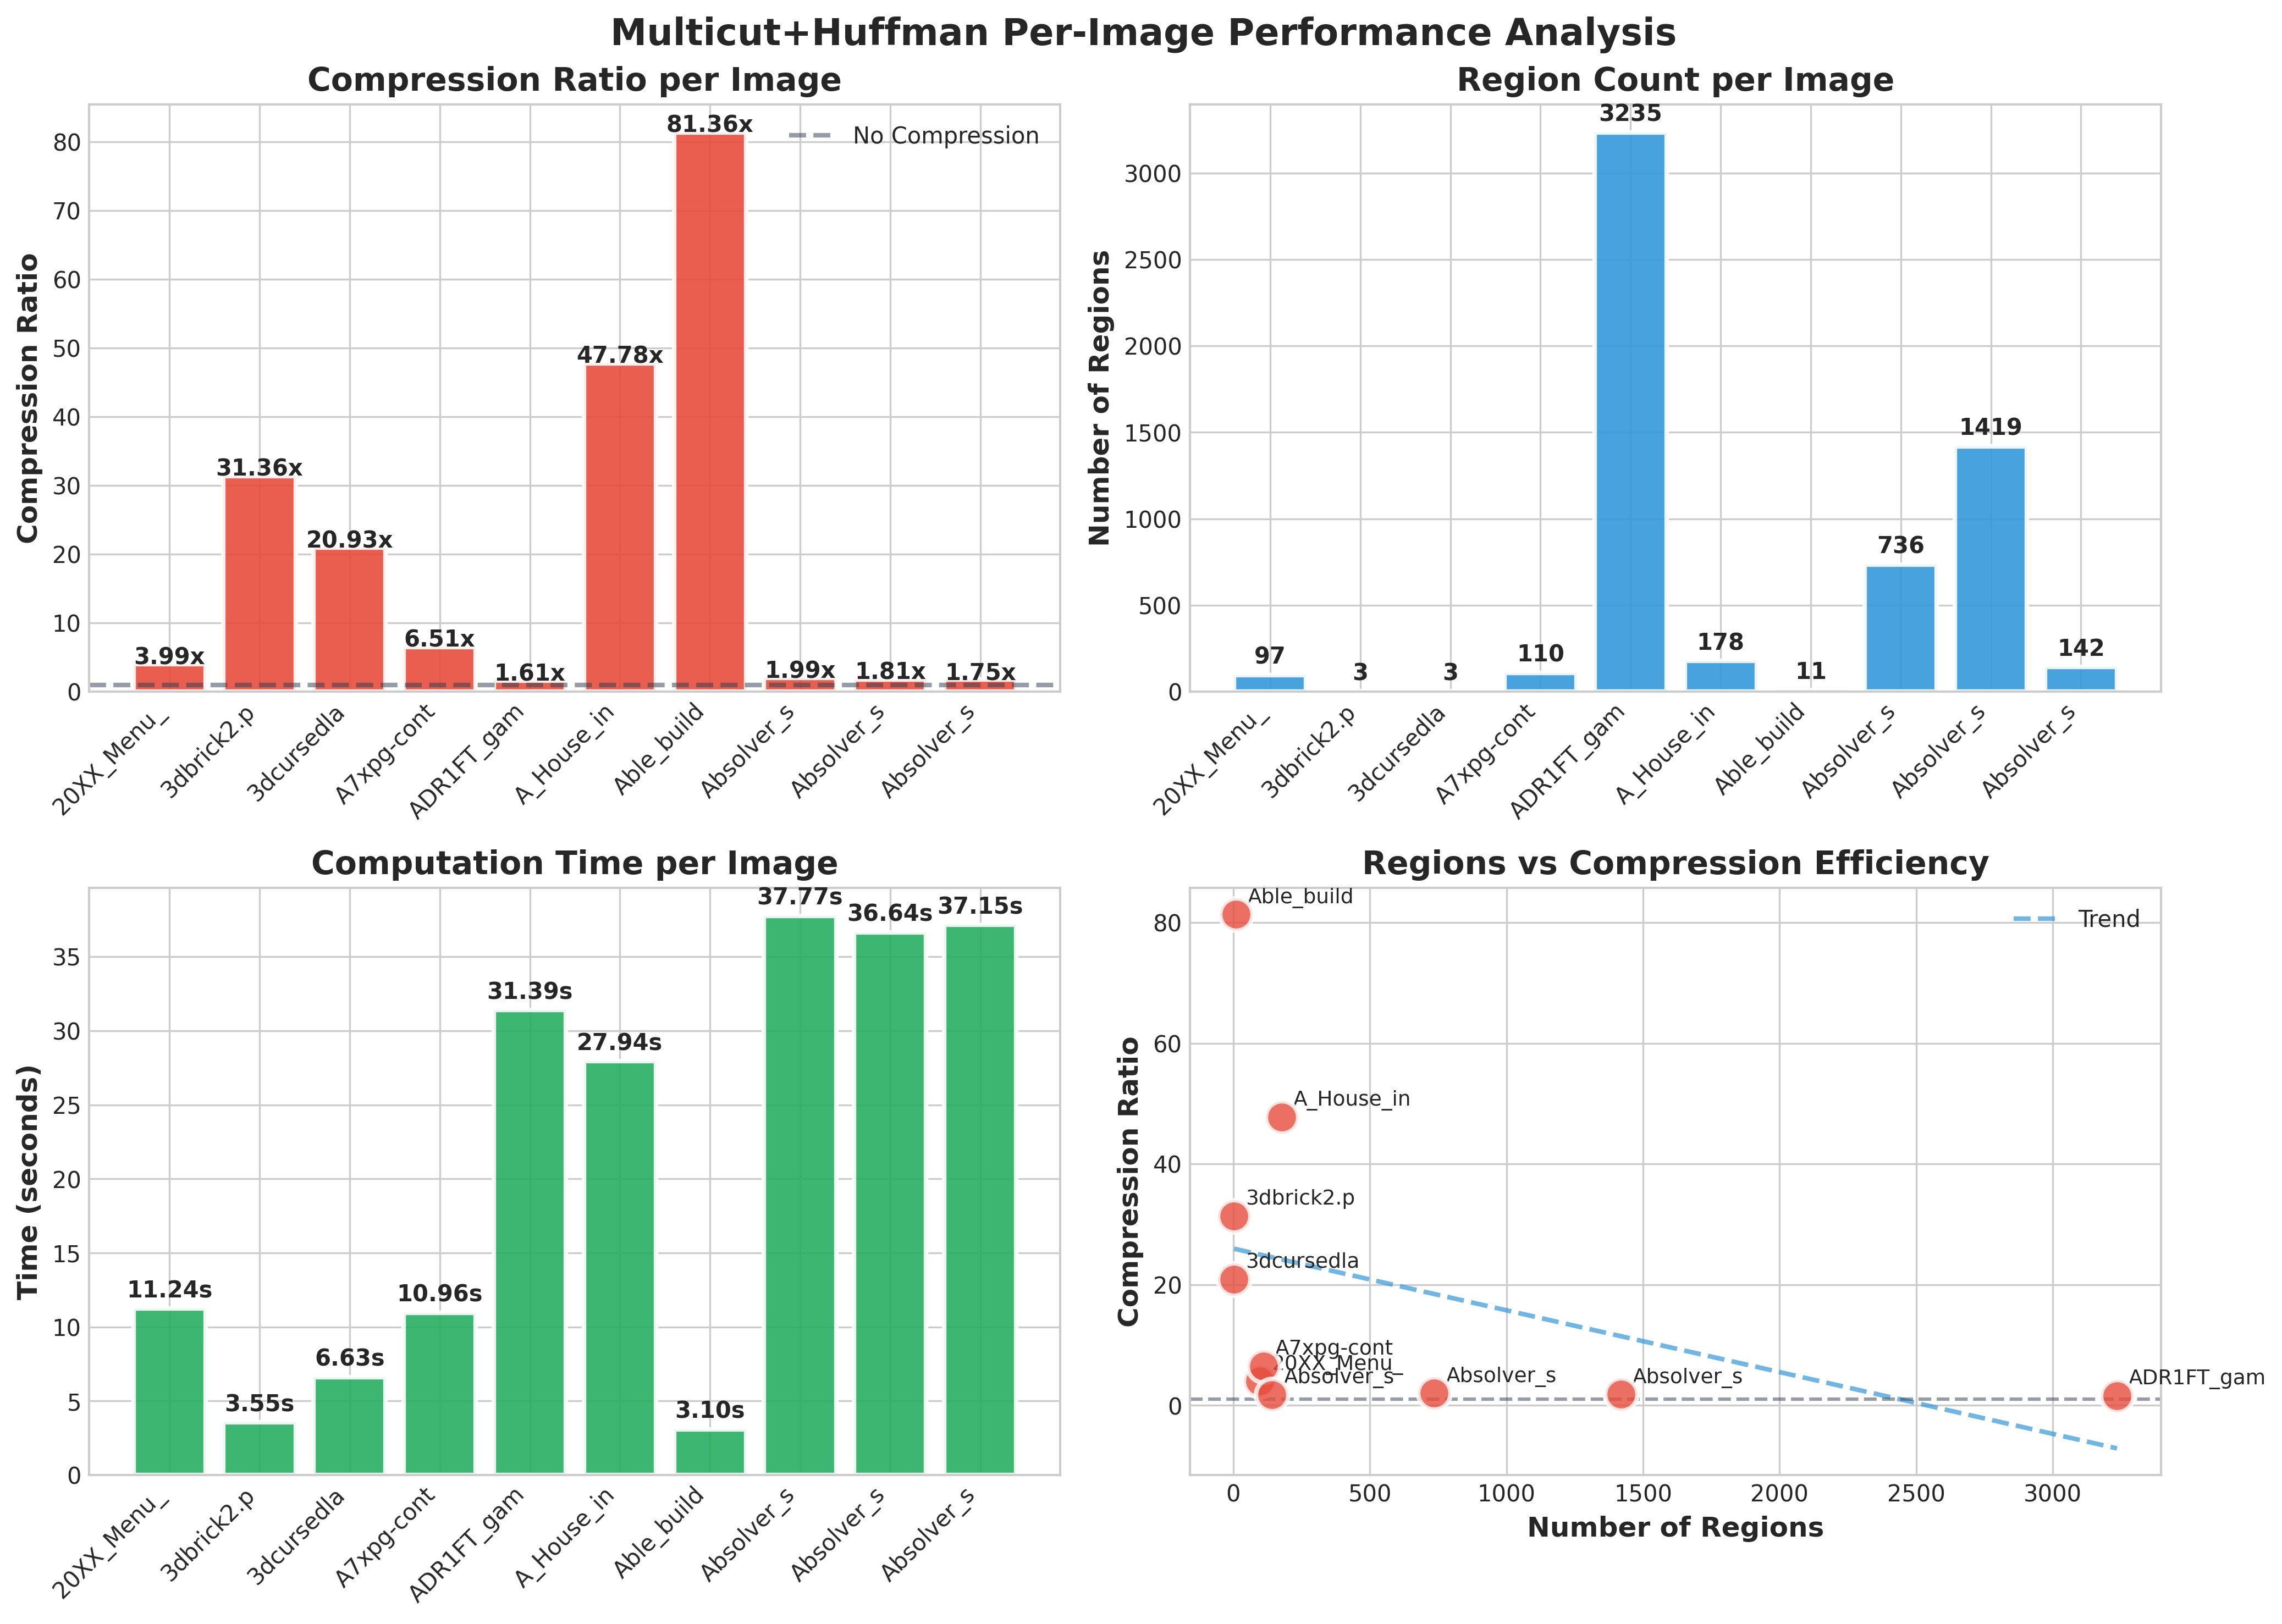 Multicut+Huffman Per-Image Performance Analysis
Compression Ratio per Image
Compression Ratio
80
70
60
50
40
30
20
10
0
3.99x
31.36x
20.93x
6.51x
1.61x
47.78x
81.36x
1.99x
1.81x
1.75x
No Compression
20XX_Menu_
3dbrick2.p
3dcursedla
A7xpg-cont
ADR1FT_gam
A_House_in
Able_build
Absolver_s
Absolver_s
Absolver_s
Region Count per Image
Number of Regions
3000
2500
2000
1500
1000
500
0
97
3
3
110
3235
178
11
736
1419
142
20XX_Menu_
3dbrick2.p
3dcursedla
A7xpg-cont
ADR1FT_gam
A_House_in
Able_build
Absolver_s
Absolver_s
Absolver_s
Computation Time per Image
Time (seconds)
35
30
25
20
15
10
5
0
11.24s
3.55s
6.63s
10.96s
31.39s
27.94s
3.10s
37.77s
36.64s
37.15s
20XX_Menu_
3dbrick2.p
3dcursedla
A7xpg-cont
ADR1FT_gam
A_House_in
Able_build
Absolver_s
Absolver_s
Absolver_s
Regions vs Compression Efficiency
Compression Ratio
80
60
40
20
0
Able_build
Trend
A_House_in
3dbrick2.p
3dcursedla
A7xpg-cont
20XX_Menu_
Absolver_s
Absolver_s
Absolver_s
ADR1FT_gam
0
500
1000
1500
2000
2500
3000
Number of Regions